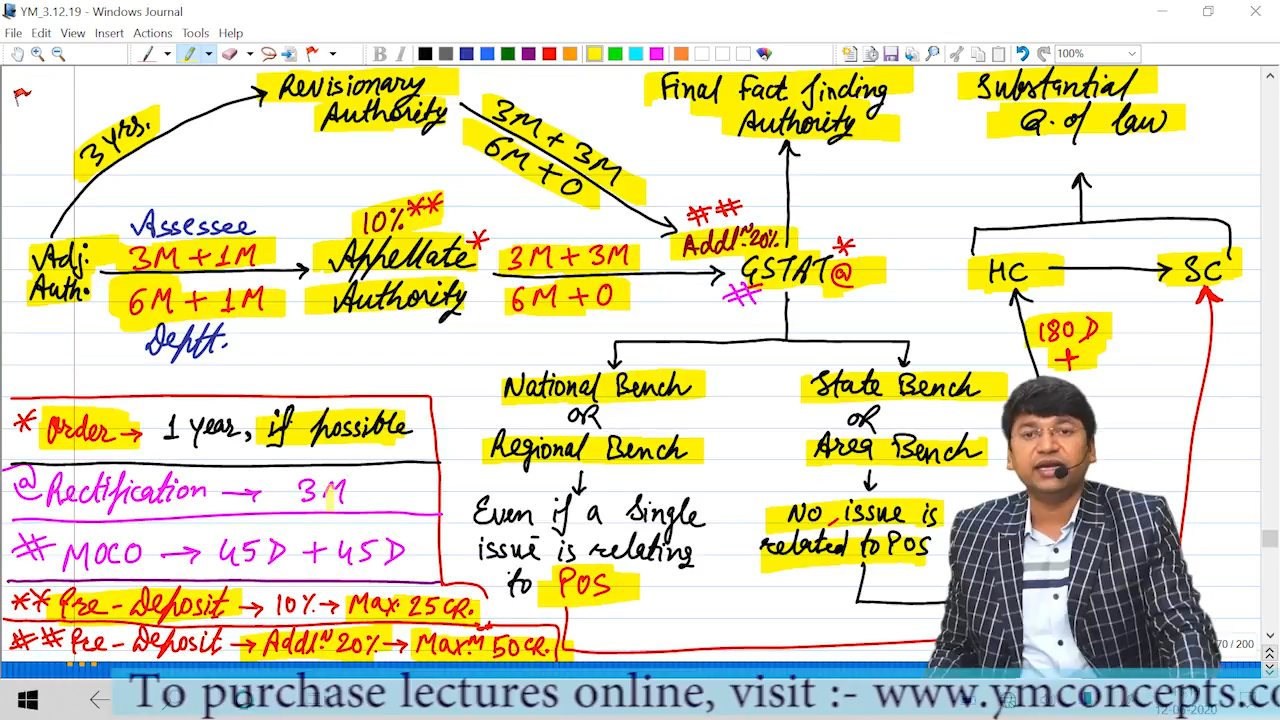 YM_3.12.19 - Windows Journal
File Edit View Insert Actions Tools Help
B I 100%
Revisionary
Authority
Final Fact finding
Authority
Substantial
Q. of law
3 yrs.
3M + 3M
6M + 0
Adj.
Auth.
Assessee
3M + 1M
6M + 1M
Deptt.
10% **
Appellate *
Authority
3M + 3M
6M + 0
##
Addl.ᴺ 20%
GSTAT@ *
#
HC
SC
180 D
+
National Bench
OR
Regional Bench
Even if a Single
issue is relating
to POS
State Bench
OR
Area Bench
No, issue is
related to POS
* Order → 1 year, if possible
@ Rectification → 3M
# MOCO → 45D + 45D
** Pre-Deposit → 10% → Max. 25 CR.
## Pre-Deposit → Addl.ᴺ 20% → Max.ᴹ 50 CR.
70 / 200
To purchase lectures online, visit :- www.ymconcepts.co